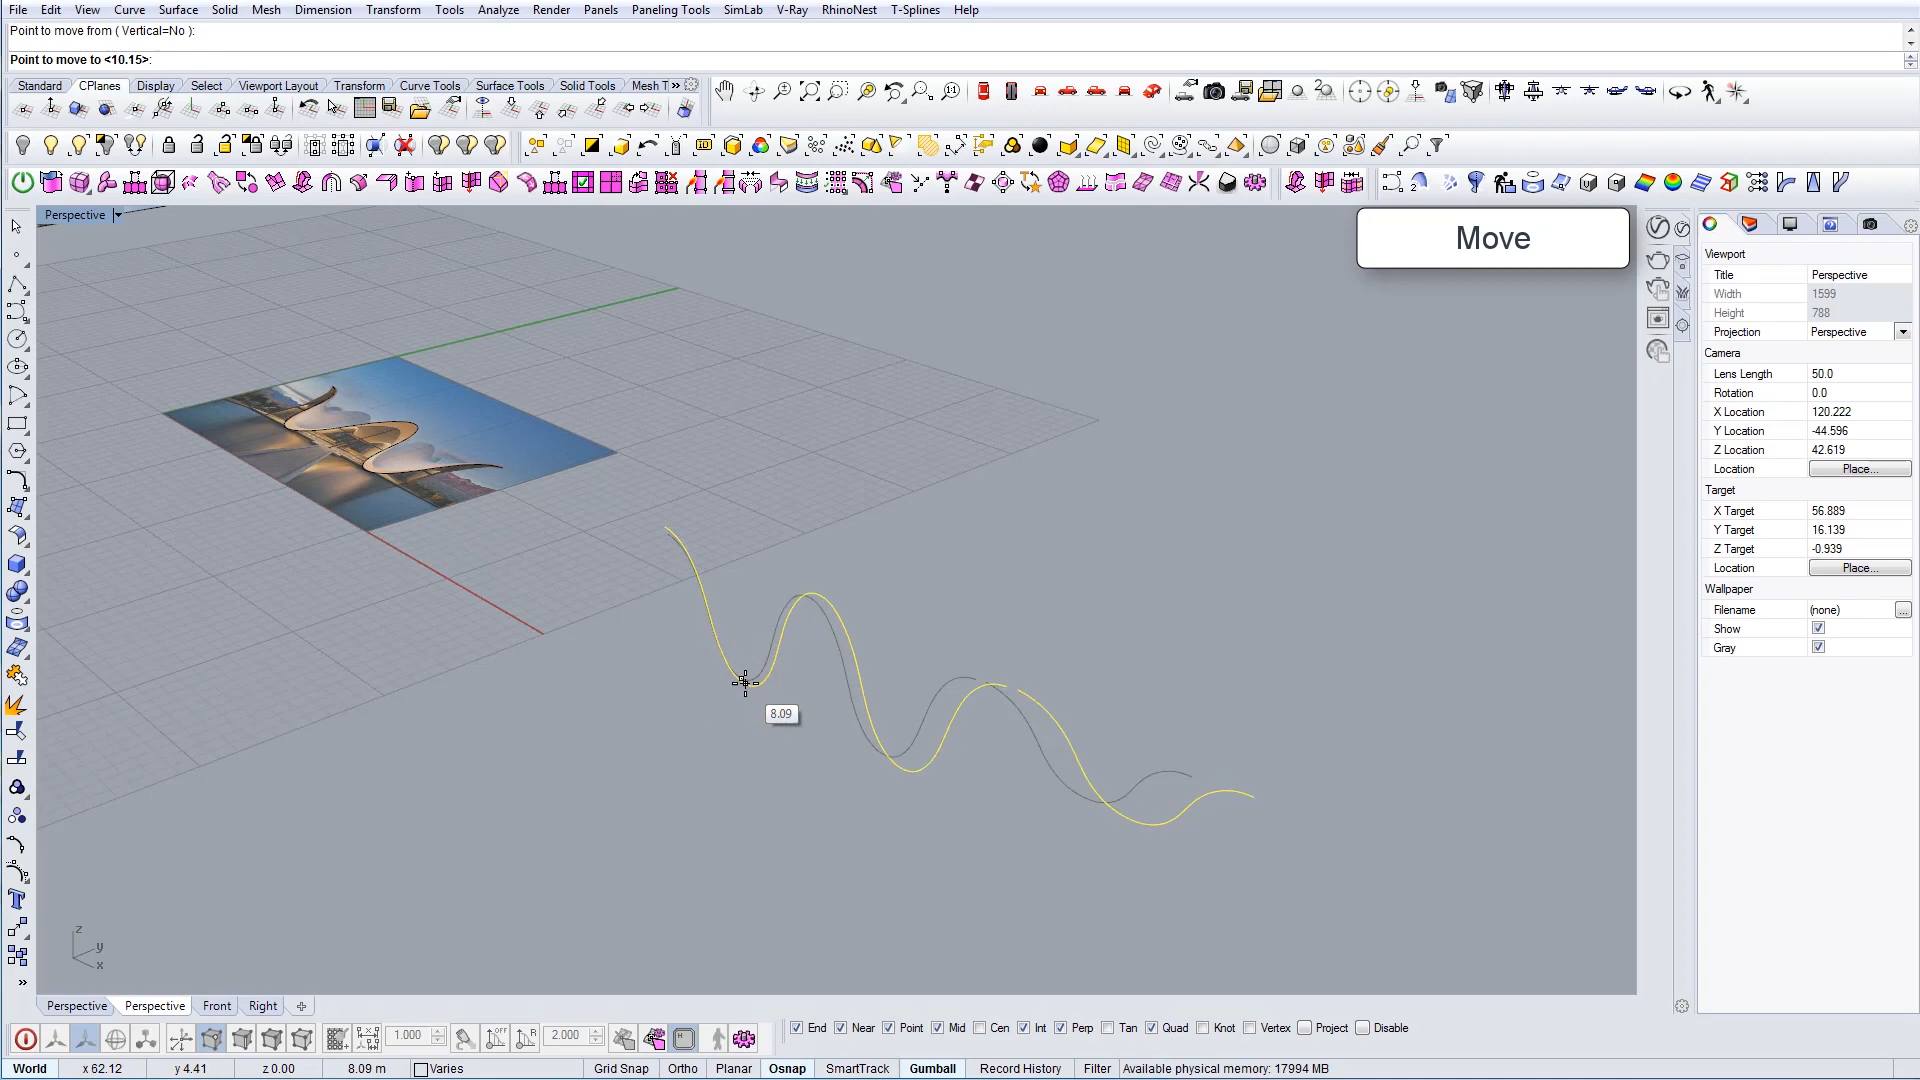 File Edit View Curve Surface Solid Mesh Dimension Transform Tools Analyze Render Panels Paneling Tools SimLab V-Ray RhinoNest T-Splines Help
Point to move from ( Vertical=No ):
Point to move to <10.15>:
Standard CPlanes Display Select Viewport Layout Transform Curve Tools Surface Tools Solid Tools Mesh T »
Perspective
Move
Viewport
Title Perspective
Width 1599
Height 788
Projection Perspective
Camera
Lens Length 50.0
Rotation 0.0
X Location 120.222
Y Location -44.596
Z Location 42.619
Location Place...
Target
X Target 56.889
Y Target 16.139
Z Target -0.939
Location Place...
Wallpaper
Filename (none) ...
Show
Gray
8.09
z
y
x
»
Perspective Perspective Front Right
1.000 2.000
End Near Point Mid Cen Int Perp Tan Quad Knot Vertex Project Disable
World x 62.12 y 4.41 z 0.00 8.09 m Varies Grid Snap Ortho Planar Osnap SmartTrack Gumball Record History Filter Available physical memory: 17994 MB